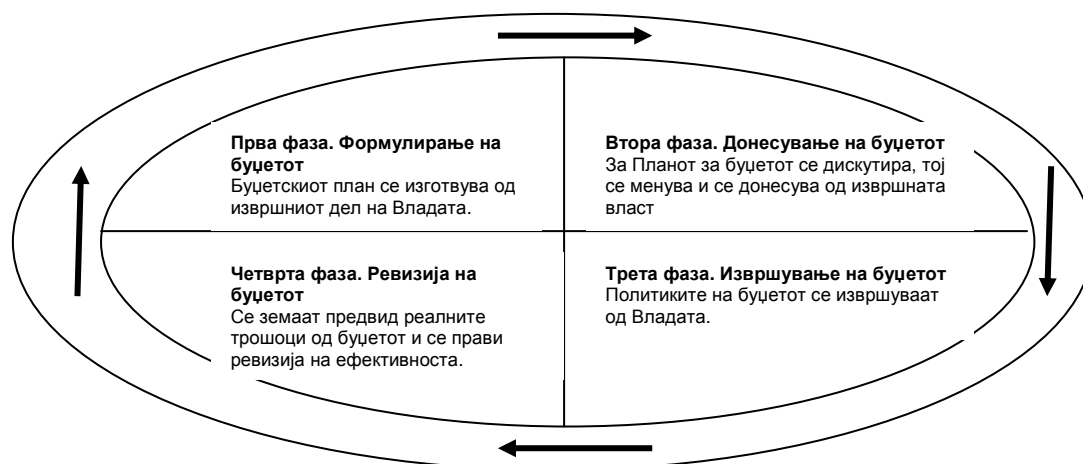 Прва фаза. Формулирање на
буџетот
Буџетскиот план се изготвува од
извршниот дел на Владата.
Втора фаза. Донесување на буџетот
За Планот за буџетот се дискутира, тој
се менува и се донесува од извршната
власт
Четврта фаза. Ревизија на
буџетот
Се земаат предвид реалните
трошоци од буџетот и се прави
ревизија на ефективноста.
Трета фаза. Извршување на буџетот
Политиките на буџетот се извршуваат
од Владата.